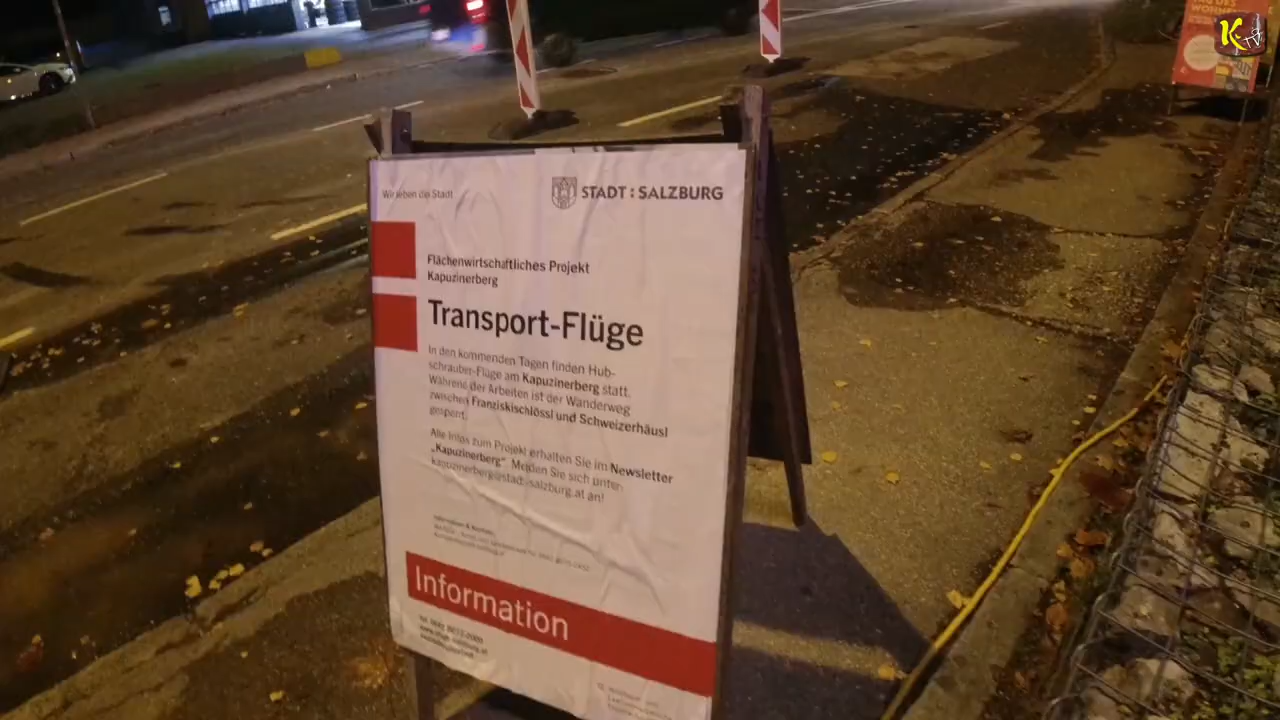 Wir leben die Stadt
STADT : SALZBURG
Flächenwirtschaftliches Projekt
Kapuzinerberg
Transport-Flüge
In den kommenden Tagen finden Hub-
schrauber-Flüge am Kapuzinerberg statt.
Während der Arbeiten ist der Wanderweg
zwischen Franziskischlössl und Schweizerhäusl
gesperrt.
Alle Infos zum Projekt erhalten Sie im Newsletter
„Kapuzinerberg“. Melden Sie sich unter:
kapuzinerberg@stadt-salzburg.at an!
Information
K
TV